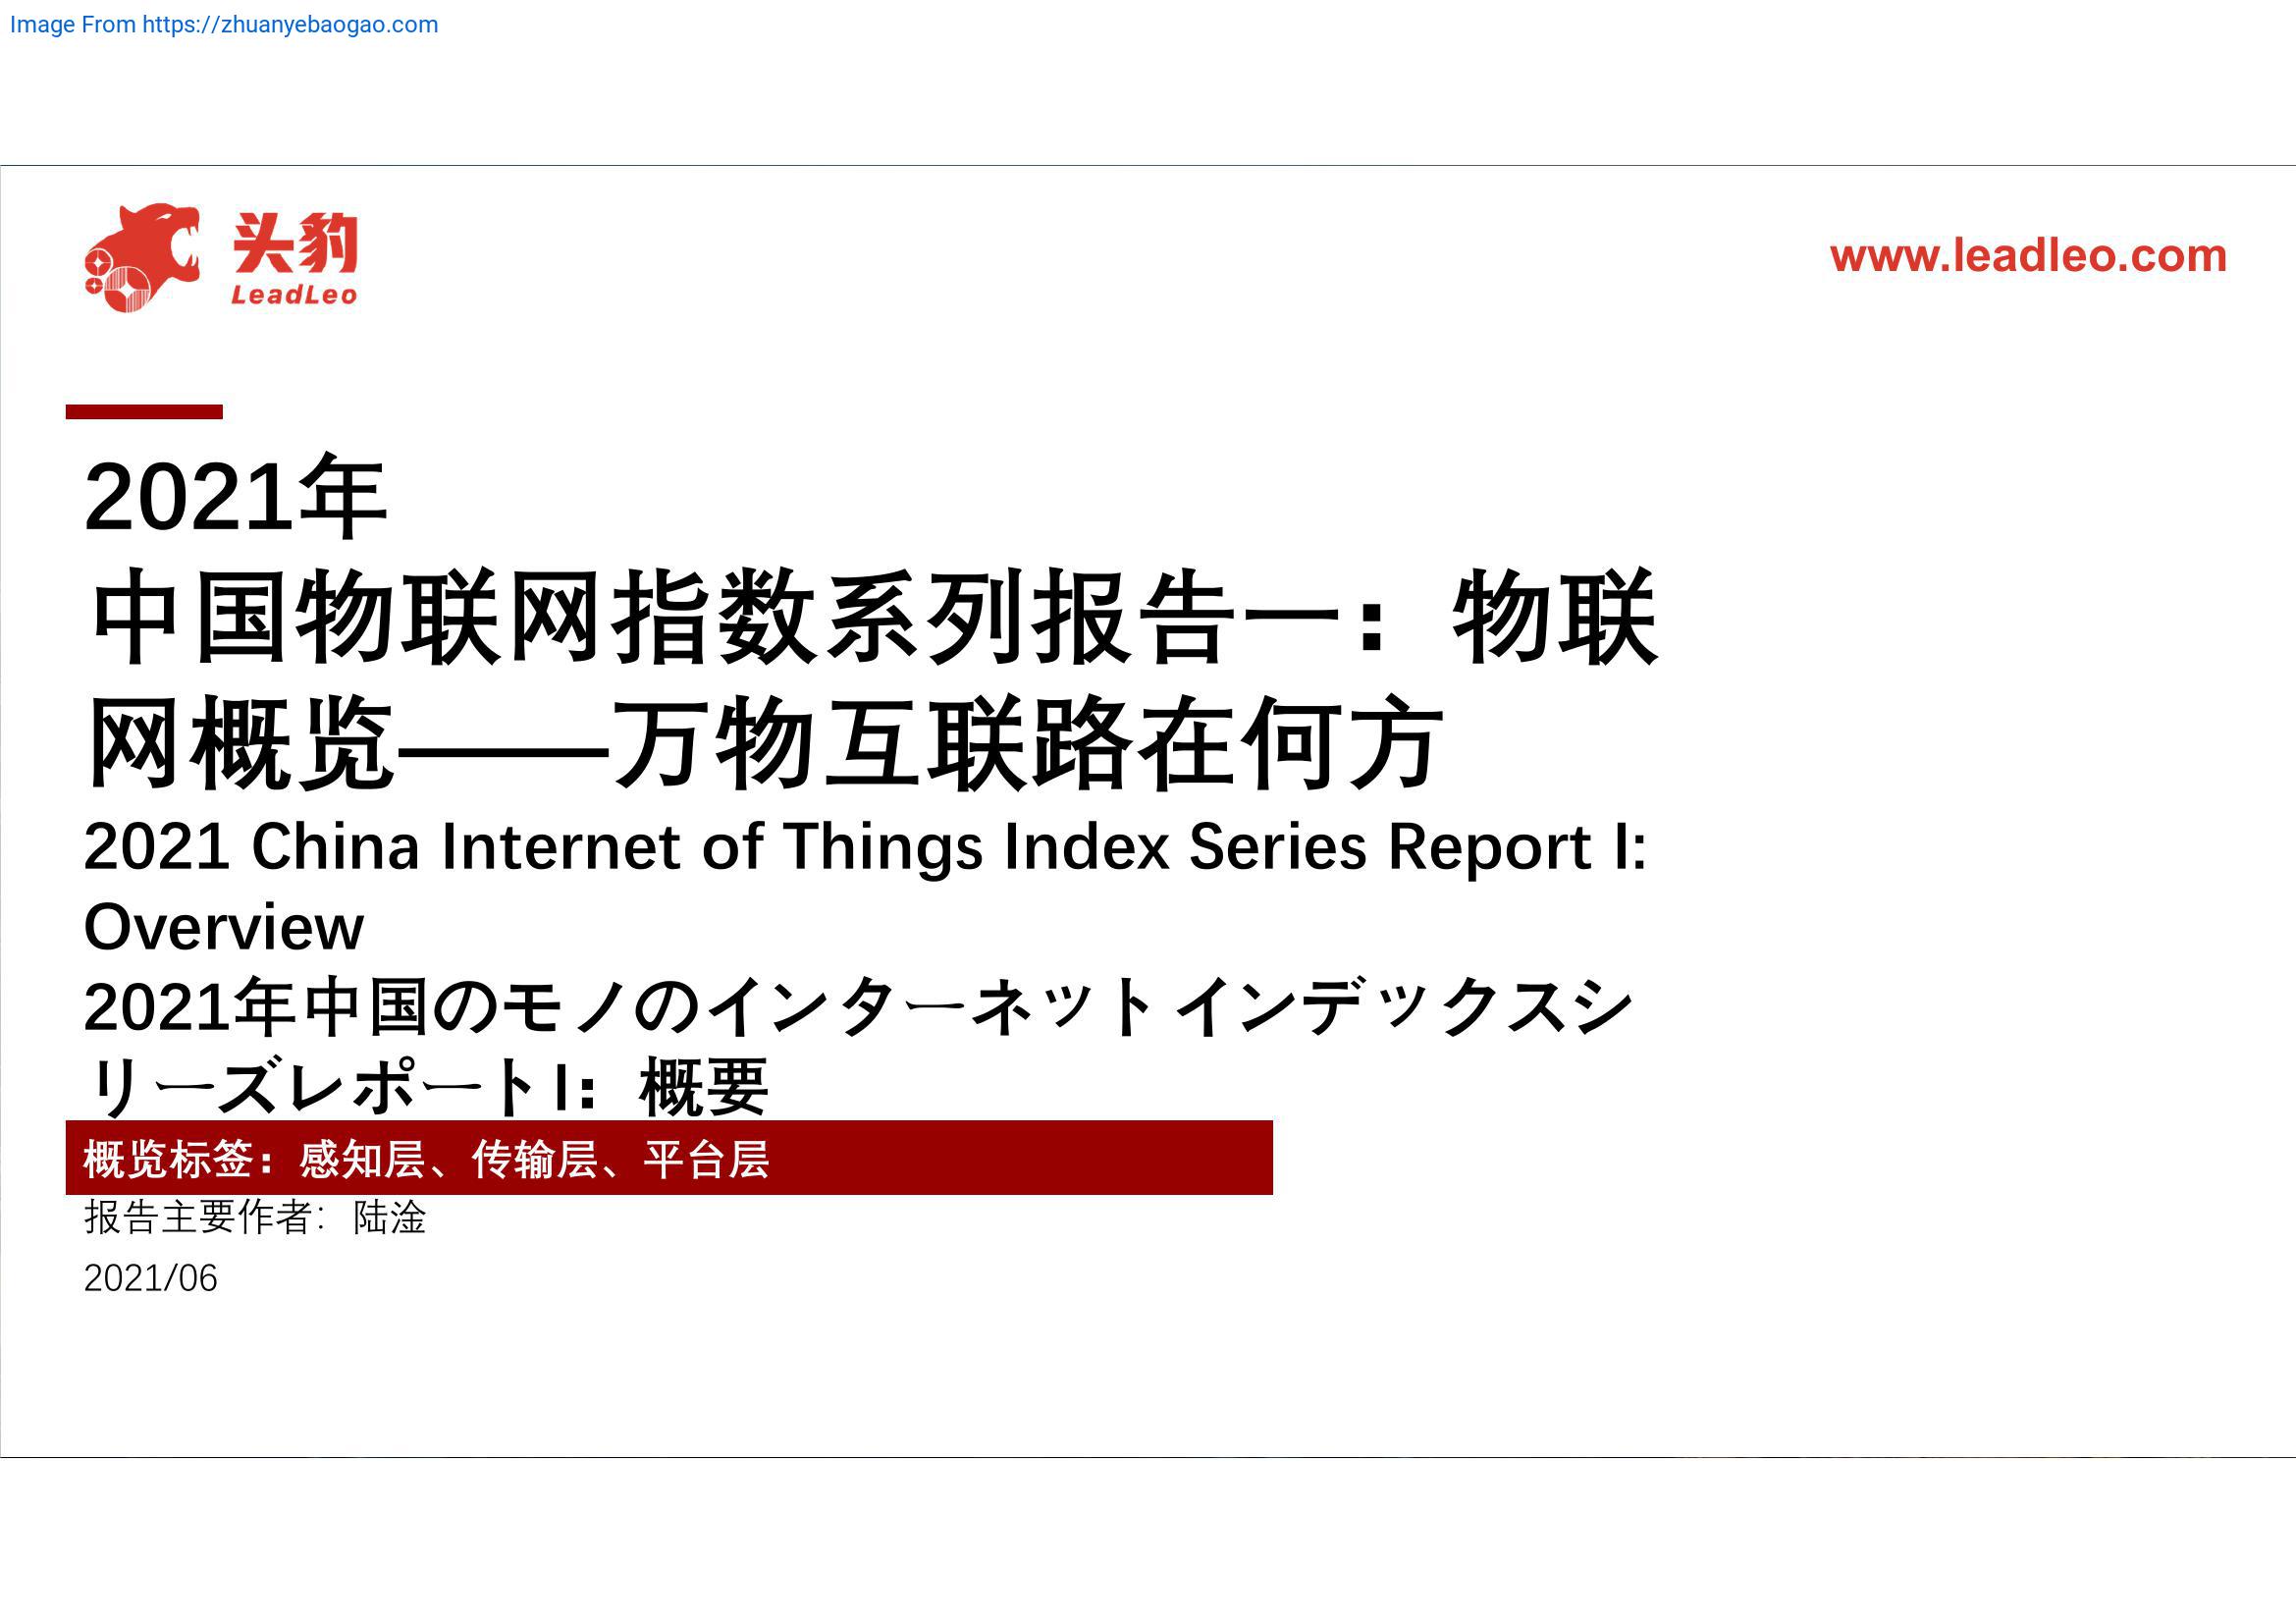 Image From https://zhuanyebaogao.com
头豹
LeadLeo
www.leadleo.com
2021年
中国物联网指数系列报告一：物联
网概览——万物互联路在何方
2021 China Internet of Things Index Series Report I:
Overview
2021年中国のモノのインターネットインデックスシ
リーズレポートI：概要
概览标签：感知层、传输层、平台层
报告主要作者：陆淦
2021/06